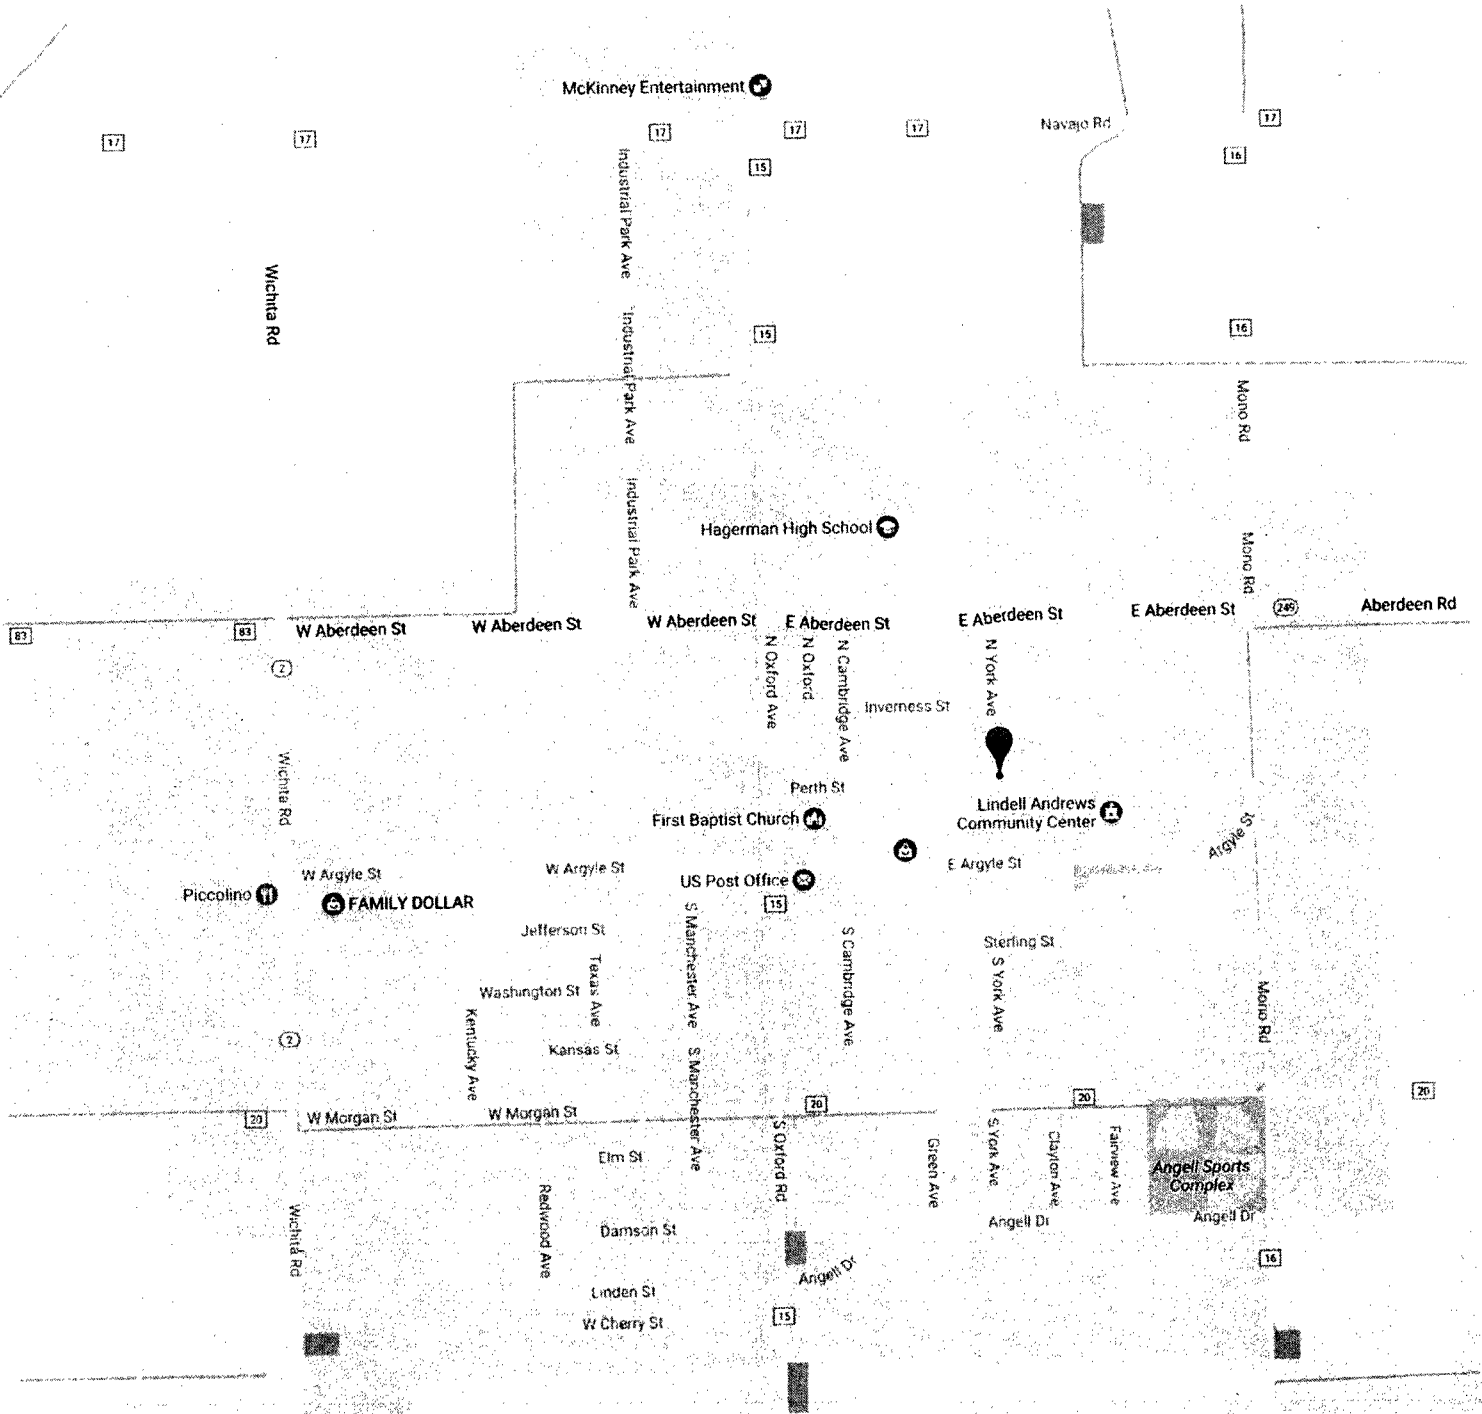 McKinney Entertainment
17
17
17
17
17
Navajo Rd
17
15
16
Industrial Park Ave
Wichita Rd
Industrial Park Ave
15
16
Mono Rd
Industrial Park Ave
Hagerman High School
Mono Rd
83
83
W Aberdeen St
W Aberdeen St
W Aberdeen St
E Aberdeen St
E Aberdeen St
E Aberdeen St
249
Aberdeen Rd
2
N Oxford Ave
N Oxford
N Cambridge Ave
Inverness St
N York Ave
Wichita Rd
Perth St
First Baptist Church
Lindell Andrews
Community Center
Argyle St
W Argyle St
W Argyle St
US Post Office
E Argyle St
Piccolino
FAMILY DOLLAR
15
Jefferson St
S Manchester Ave
S Cambridge Ave
Sterling St
Washington St
Texas Ave
S York Ave
Mono Rd
2
Kentucky Ave
Kansas St
S Manchester Ave
20
W Morgan St
W Morgan St
20
20
20
Elm St
S Oxford Rd
Green Ave
S York Ave
Clayton Ave
Fairview Ave
Angell Sports
Complex
Wichita Rd
Redwood Ave
Damson St
Angell Dr
Angell Dr
Angell Dr
16
Linden St
15
W Cherry St